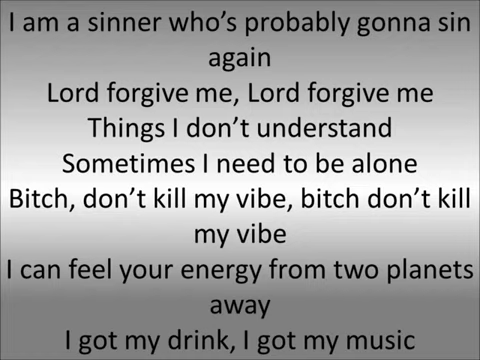 I am a sinner who's probably gonna sin
again
Lord forgive me, Lord forgive me
Things I don't understand
Sometimes I need to be alone
Bitch, don't kill my vibe, bitch don't kill
my vibe
I can feel your energy from two planets
away
I got my drink, I got my music